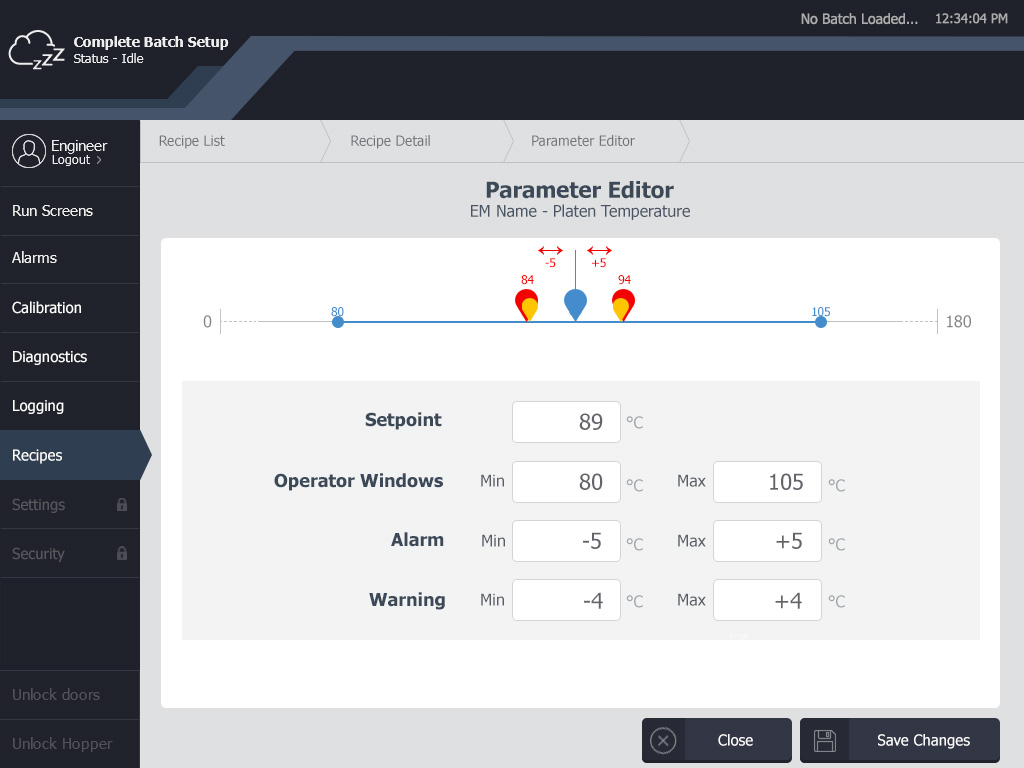 No Batch Loaded... 12:34:04 PM
Complete Batch Setup
Status - Idle
zzz
Engineer
Logout >
Recipe List
Recipe Detail
Parameter Editor
Run Screens
Alarms
Calibration
Diagnostics
Logging
Recipes
Settings
Security
Unlock doors
Unlock Hopper
Parameter Editor
EM Name - Platen Temperature
-5 +5
84 94
80 105
0 180
Setpoint 89 °C
Operator Windows Min 80 °C Max 105 °C
Alarm Min -5 °C Max +5 °C
Warning Min -4 °C Max +4 °C
Close
Save Changes